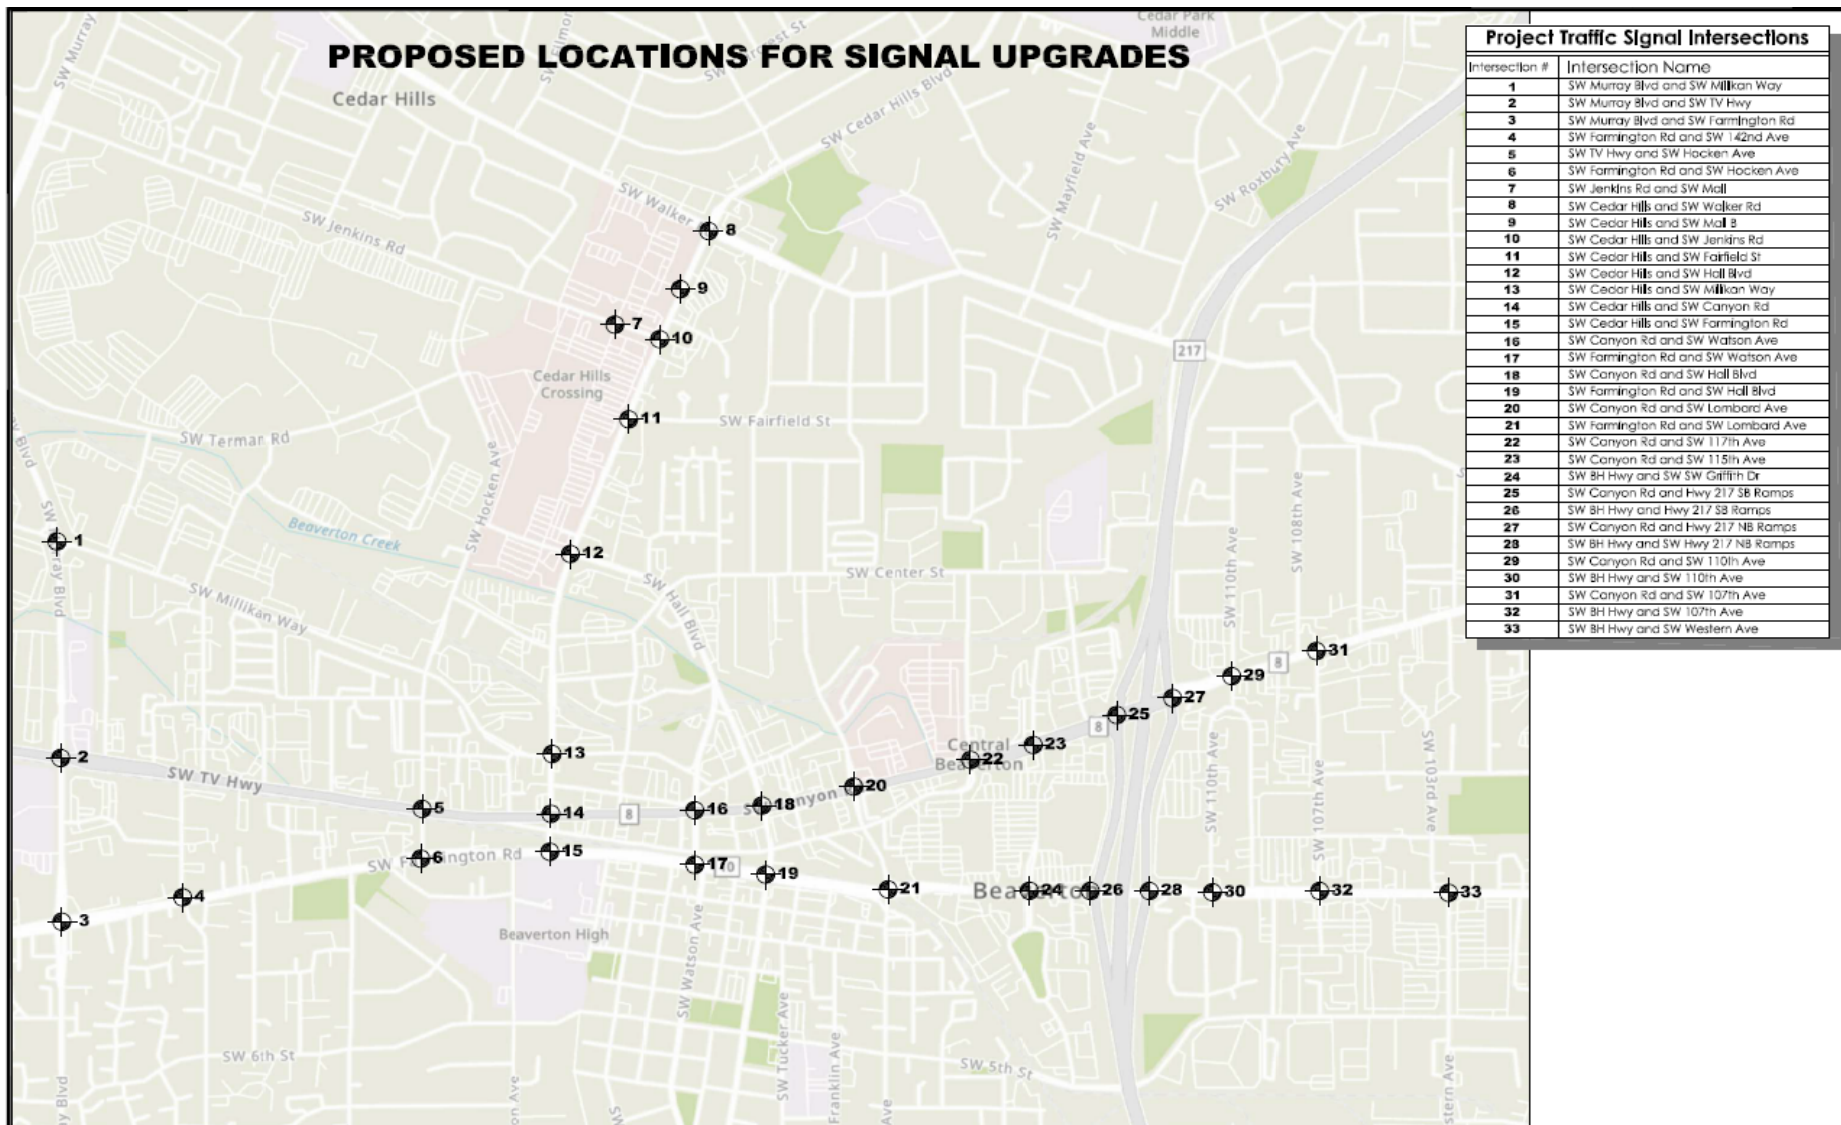 PROPOSED LOCATIONS FOR SIGNAL UPGRADES
Project Traffic Signal Intersections
Intersection # Intersection Name
1 SW Murray Blvd and SW Millikan Way
2 SW Murray Blvd and SW TV Hwy
3 SW Murray Blvd and SW Farmington Rd
4 SW Farmington Rd and SW 142nd Ave
5 SW TV Hwy and SW Hocken Ave
6 SW Farmington Rd and SW Hocken Ave
7 SW Jenkins Rd and SW Mall
8 SW Cedar Hills and SW Walker Rd
9 SW Cedar Hills and SW Mall B
10 SW Cedar Hills and SW Jenkins Rd
11 SW Cedar Hills and SW Fairfield St
12 SW Cedar Hills and SW Hall Blvd
13 SW Cedar Hills and SW Millikan Way
14 SW Cedar Hills and SW Canyon Rd
15 SW Cedar Hills and SW Farmington Rd
16 SW Canyon Rd and SW Watson Ave
17 SW Farmington Rd and SW Watson Ave
18 SW Canyon Rd and SW Hall Blvd
19 SW Farmington Rd and SW Hall Blvd
20 SW Canyon Rd and SW Lombard Ave
21 SW Farmington Rd and SW Lombard Ave
22 SW Canyon Rd and SW 117th Ave
23 SW Canyon Rd and SW 115th Ave
24 SW BH Hwy and SW SW Griffith Dr
25 SW Canyon Rd and Hwy 217 SB Ramps
26 SW BH Hwy and Hwy 217 SB Ramps
27 SW Canyon Rd and Hwy 217 NB Ramps
28 SW BH Hwy and SW Hwy 217 NB Ramps
29 SW Canyon Rd and SW 110th Ave
30 SW BH Hwy and SW 110th Ave
31 SW Canyon Rd and SW 107th Ave
32 SW BH Hwy and SW 107th Ave
33 SW BH Hwy and SW Western Ave
Cedar Park
Middle
SW Murray
Cedar Hills
SW Cedar Hills Blvd
SW Mayfield Ave
SW Roxbury Ave
SW Walker
SW Jenkins Rd
8
9
7
10
217
Cedar Hills
Crossing
11
SW Fairfield St
SW Termar Rd
SW Hocken Ave
SW 108th Ave
Beaverton Creek
1
12
SW Center St
SW 110th Ave
SW Millikan Way
SW Hall Blvd
31
8
29
27
25
8
23
Central
Beaverton
22
2
13
SW TV Hwy
20
5
14
8
16
18
SW 110th Ave
SW 107th Ave
SW 103rd Ave
6
15
17
10
19
4
3
21
24
26
28
30
32
33
Beaverton High
SW Watson Ave
SW Tucker Ave
SW 6th St
SW 5th St
Franklin Ave